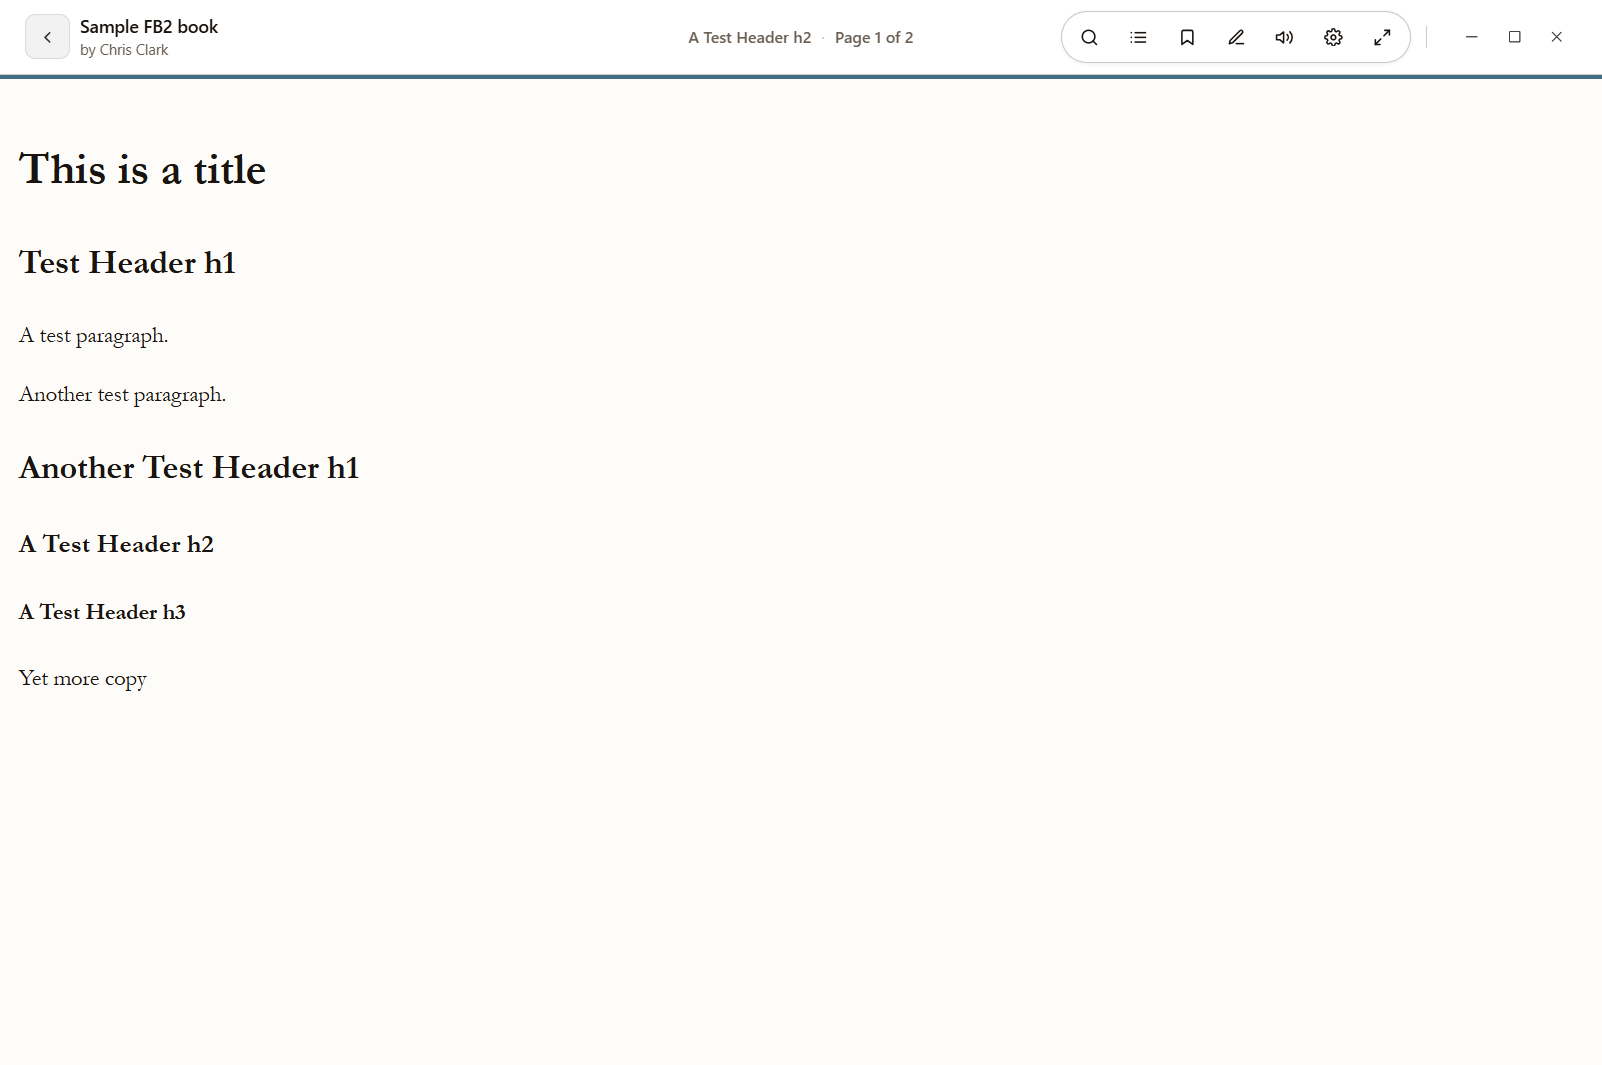 Sample FB2 book
by Chris Clark
A Test Header h2 · Page 1 of 2
This is a title
Test Header h1
A test paragraph.
Another test paragraph.
Another Test Header h1
A Test Header h2
A Test Header h3
Yet more copy